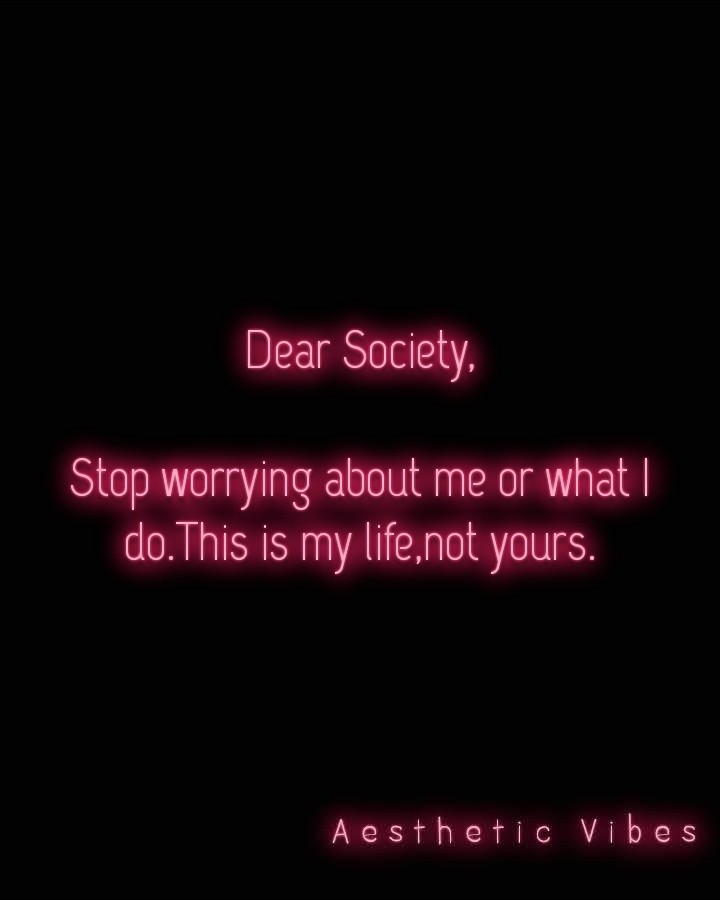 Dear Society,
Stop worrying about me or what I
do.This is my life,not yours.
Aesthetic Vibes